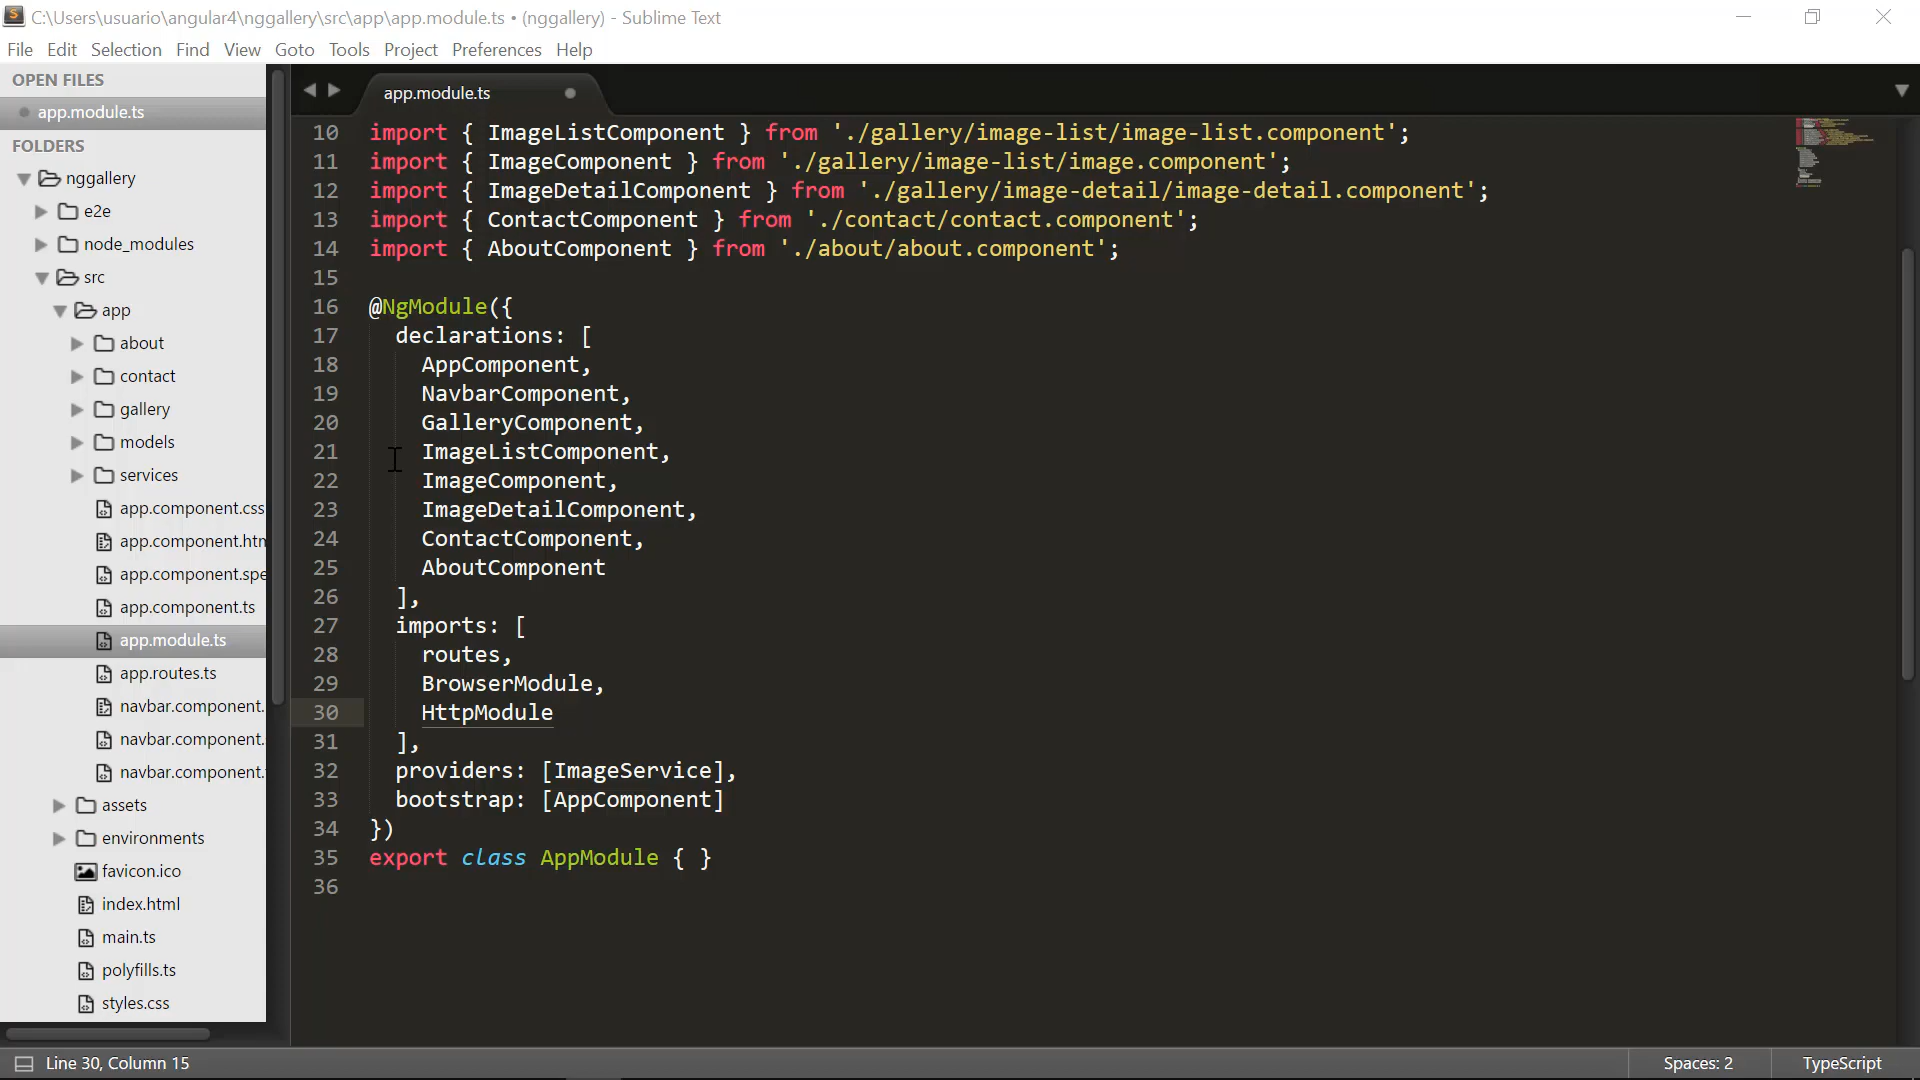 C:\Users\usuario\angular4\nggallery\src\app\app.module.ts • (nggallery) - Sublime Text
File Edit Selection Find View Goto Tools Project Preferences Help
OPEN FILES
app.module.ts
FOLDERS
nggallery
e2e
node_modules
src
app
about
contact
gallery
models
services
app.component.css
app.component.htm
app.component.spe
app.component.ts
app.module.ts
app.routes.ts
navbar.component.
navbar.component.
navbar.component.
assets
environments
favicon.ico
index.html
main.ts
polyfills.ts
styles.css
app.module.ts
10 import { ImageListComponent } from './gallery/image-list/image-list.component';
11 import { ImageComponent } from './gallery/image-list/image.component';
12 import { ImageDetailComponent } from './gallery/image-detail/image-detail.component';
13 import { ContactComponent } from './contact/contact.component';
14 import { AboutComponent } from './about/about.component';
15
16 @NgModule({
17 declarations: [
18 AppComponent,
19 NavbarComponent,
20 GalleryComponent,
21 ImageListComponent,
22 ImageComponent,
23 ImageDetailComponent,
24 ContactComponent,
25 AboutComponent
26 ],
27 imports: [
28 routes,
29 BrowserModule,
30 HttpModule
31 ],
32 providers: [ImageService],
33 bootstrap: [AppComponent]
34 })
35 export class AppModule { }
36
Line 30, Column 15
Spaces: 2
TypeScript